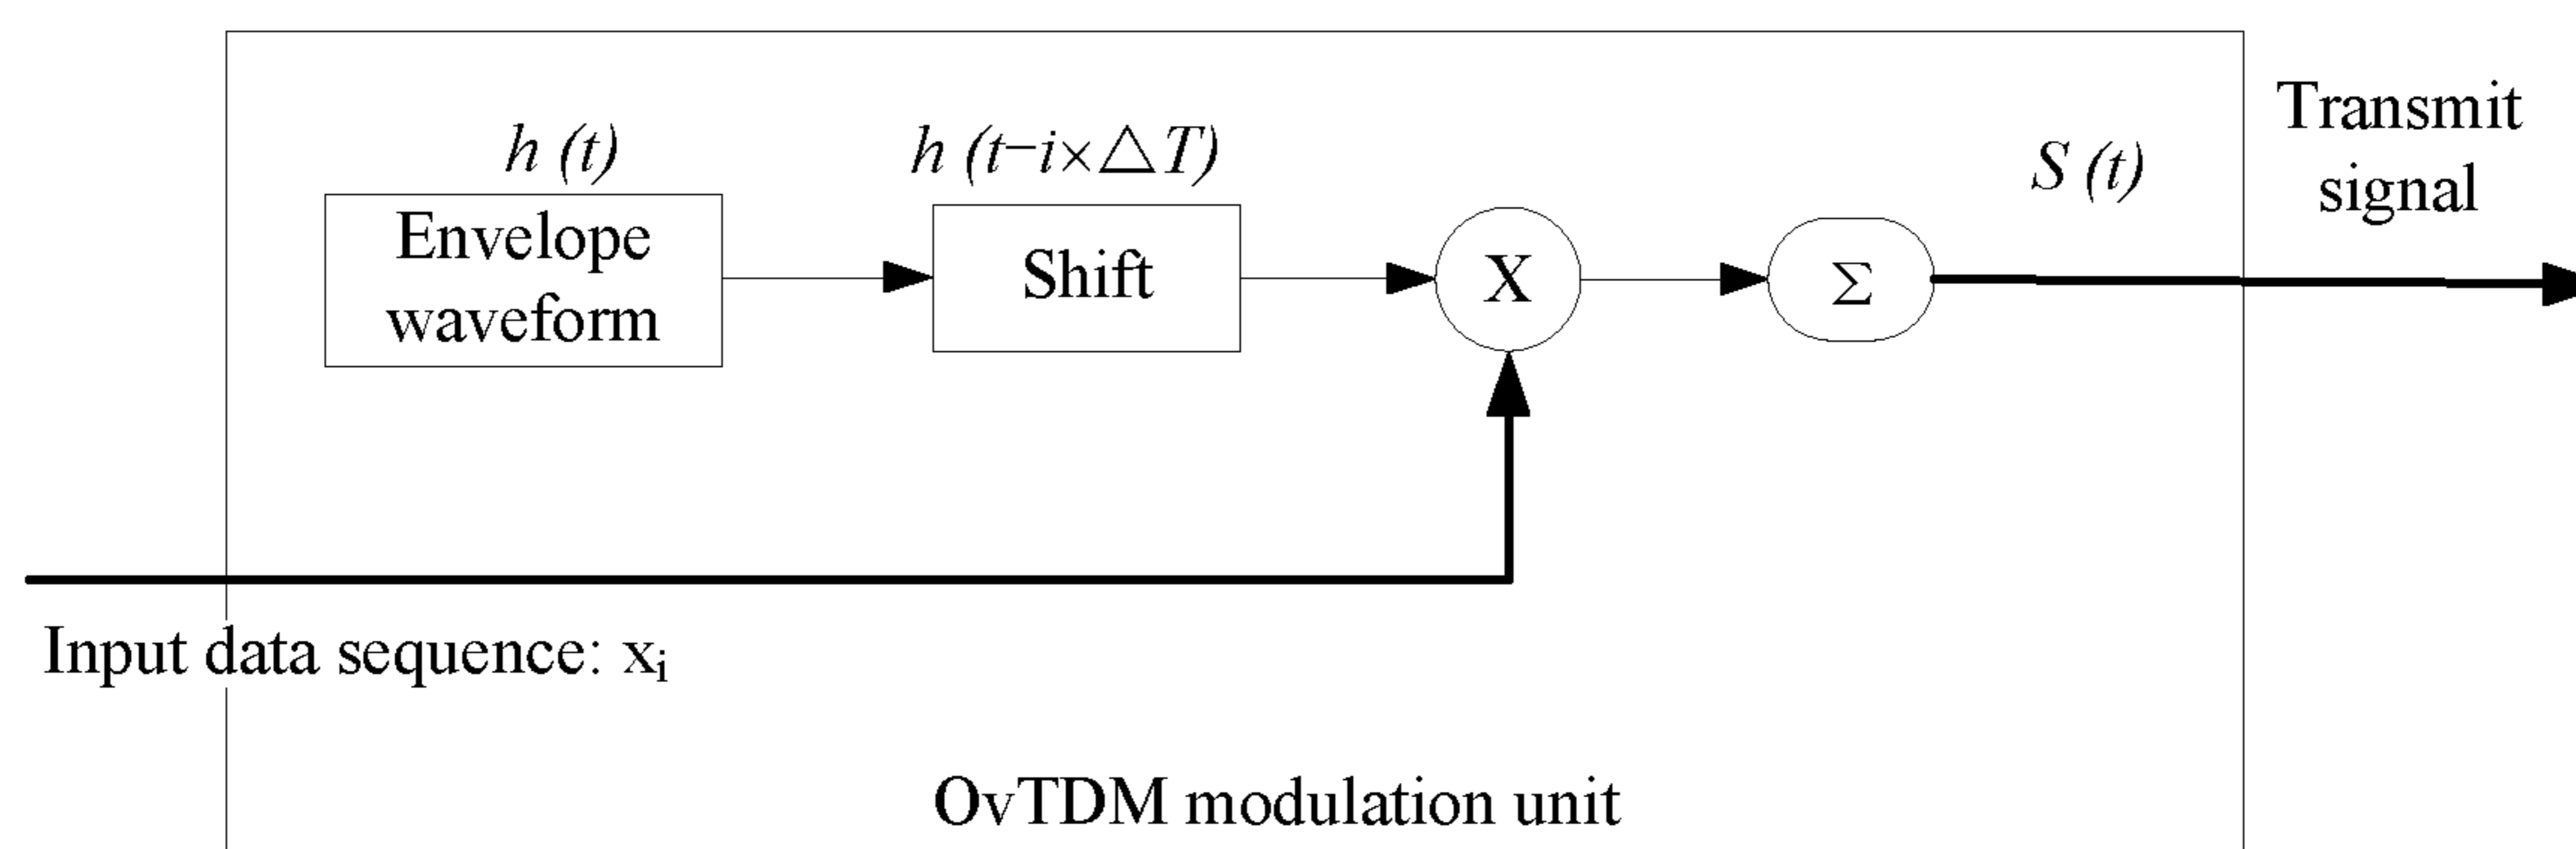 h (t)
h (t−i×△T)
S (t)
Transmit
signal
Envelope
waveform
Shift
X
Σ
Input data sequence: xᵢ
OvTDM modulation unit